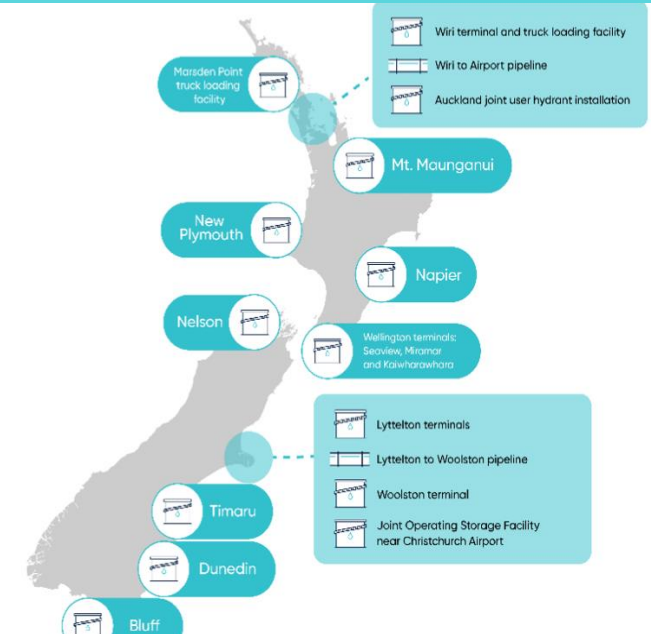 Wiri terminal and truck loading facility
Wiri to Airport pipeline
Auckland joint user hydrant installation
Marsden Point
truck loading
facility
Mt. Maunganui
New
Plymouth
Napier
Nelson
Wellington terminals:
Seaview, Miramar
and Kaiwharawhara
Lyttelton terminals
Lyttelton to Woolston pipeline
Woolston terminal
Joint Operating Storage Facility
near Christchurch Airport
Timaru
Dunedin
Bluff